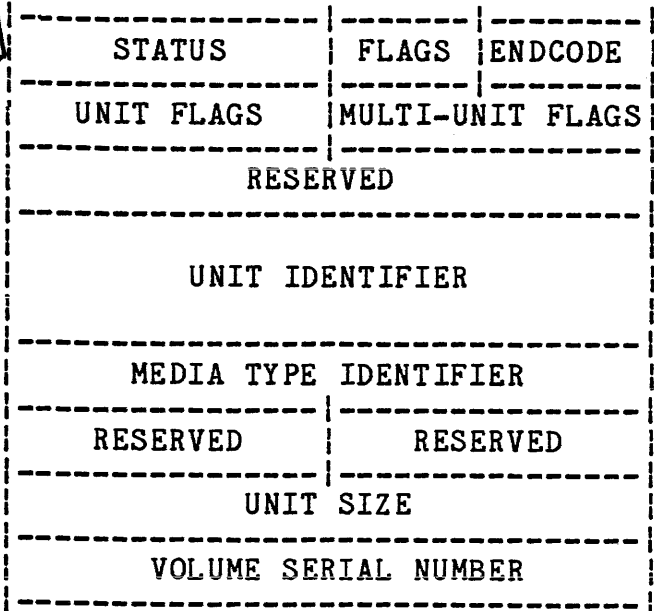 STATUS FLAGS ENDCODE
UNIT FLAGS MULTI-UNIT FLAGS
RESERVED
UNIT IDENTIFIER
MEDIA TYPE IDENTIFIER
RESERVED RESERVED
UNIT SIZE
VOLUME SERIAL NUMBER